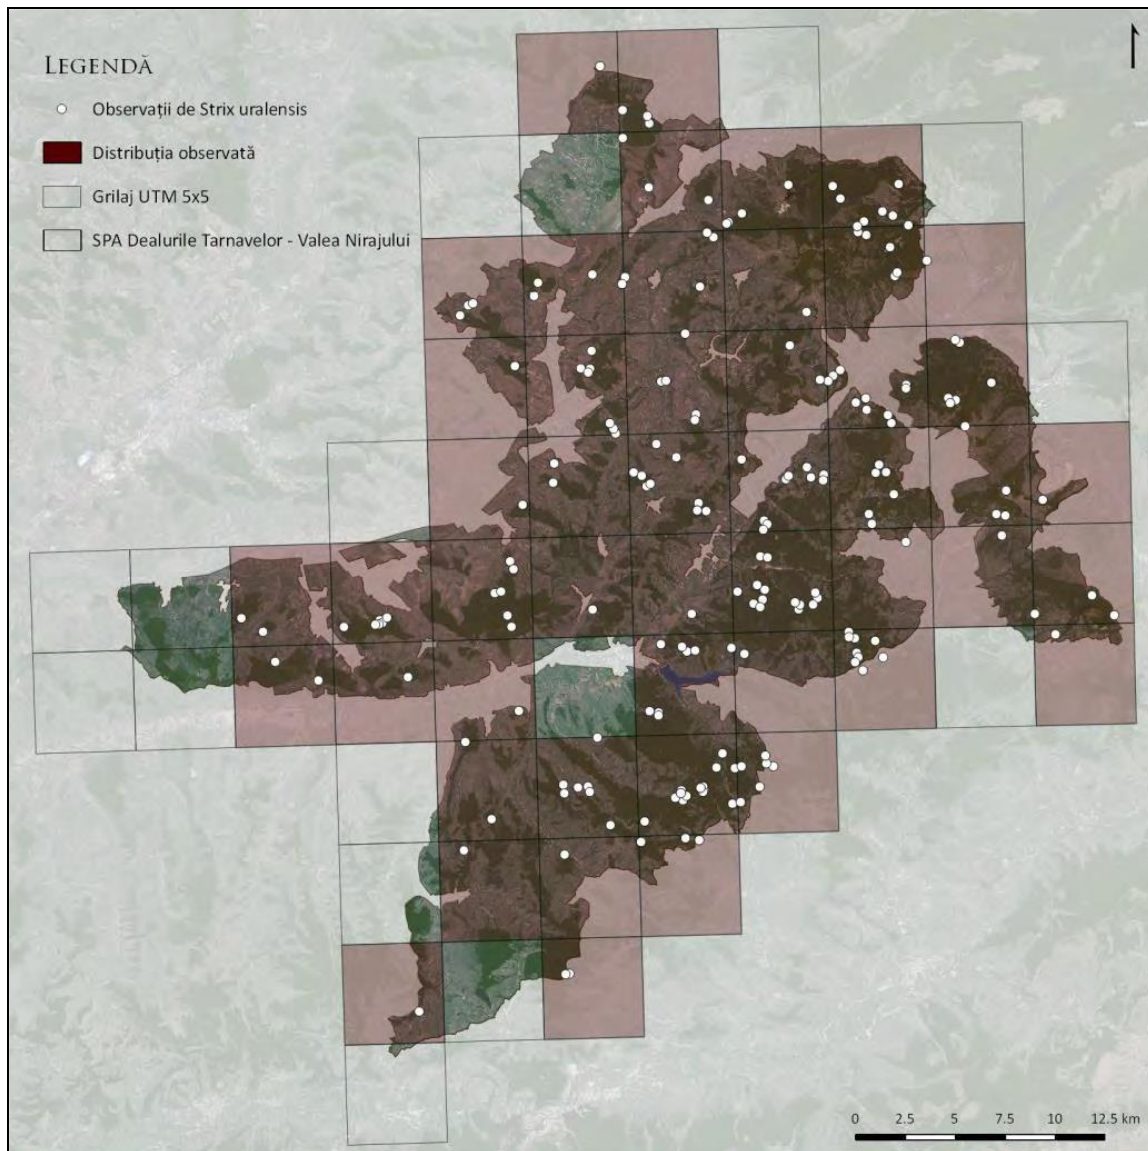 LEGENDĂ
Observații de Strix uralensis
Distribuția observată
Grilaj UTM 5x5
SPA Dealurile Tarnavelor - Valea Nirajului
0 2.5 5 7.5 10 12.5 km